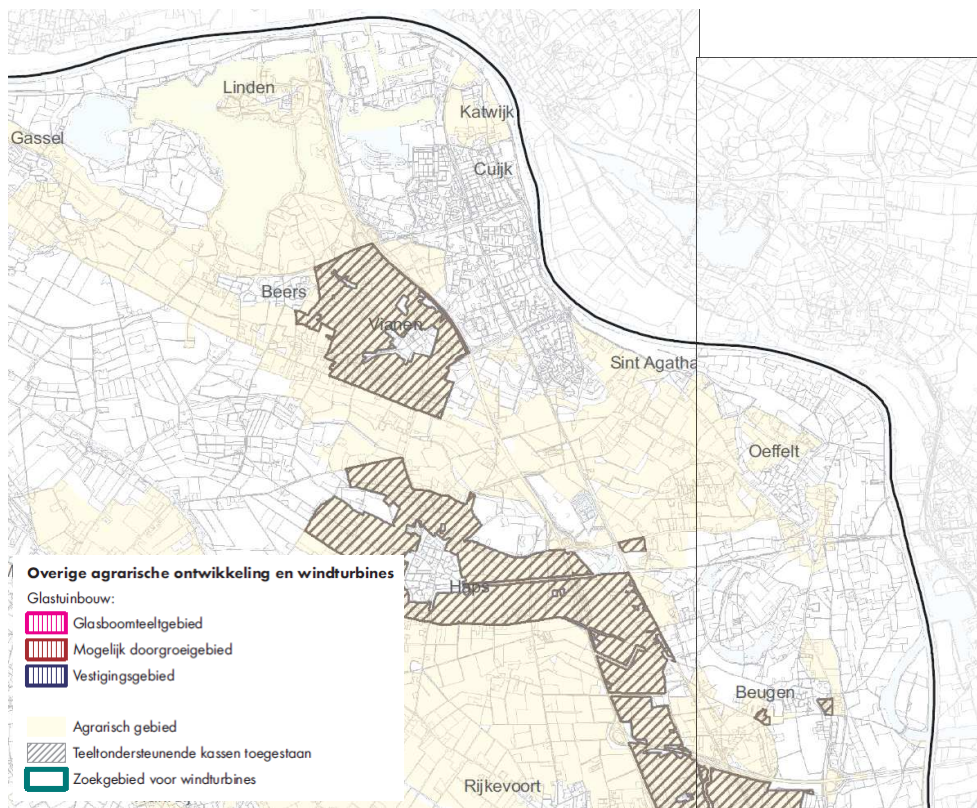 Linden
Katwijk
Gassel
Cuijk
Beers
Vianen
Sint Agatha
Oeffelt
Haps
Beugen
Rijkevoort
Overige agrarische ontwikkeling en windturbines
Glastuinbouw:
Glasboomteeltgebied
Mogelijk doorgroeigebied
Vestigingsgebied
Agrarisch gebied
Teeltondersteunende kassen toegestaan
Zoekgebied voor windturbines